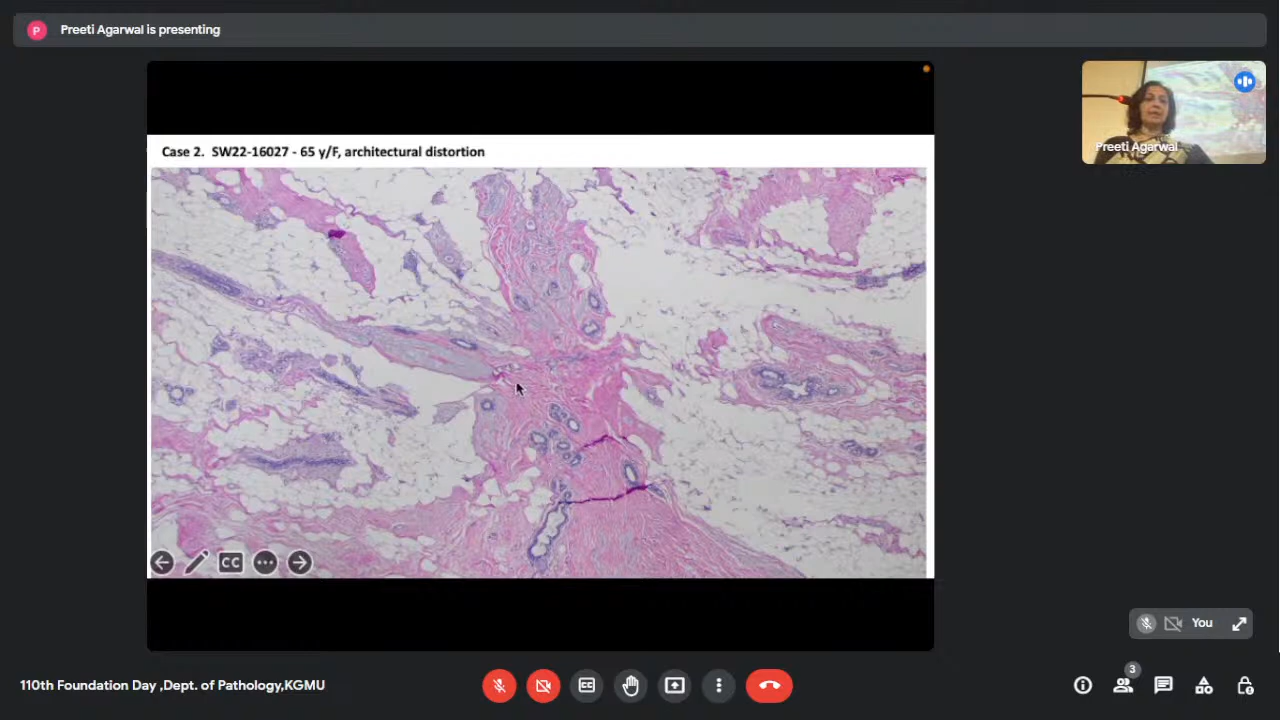 P
Preeti Agarwal is presenting
Case 2. SW22-16027 - 65 y/F, architectural distortion
Preeti Agarwal
CC
You
110th Foundation Day ,Dept. of Pathology,KGMU
3